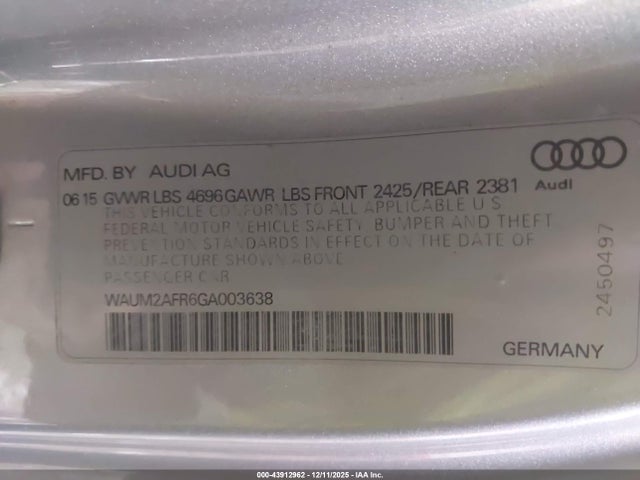 MFD. BY AUDI AG
06 15 GVWR LBS 4696 GAWR LBS FRONT 2425/REAR 2381
Audi
THIS VEHICLE CONFORMS TO ALL APPLICABLE U S
FEDERAL MOTOR VEHICLE SAFETY, BUMPER AND THEFT
PREVENTION STANDARDS IN EFFECT ON THE DATE OF
MANUFACTURE SHOWN ABOVE.
PASSENGER CAR
WAUM2AFR6GA003638
GERMANY
2450497
000-43912962 - 12/11/2025 - IAA Inc.